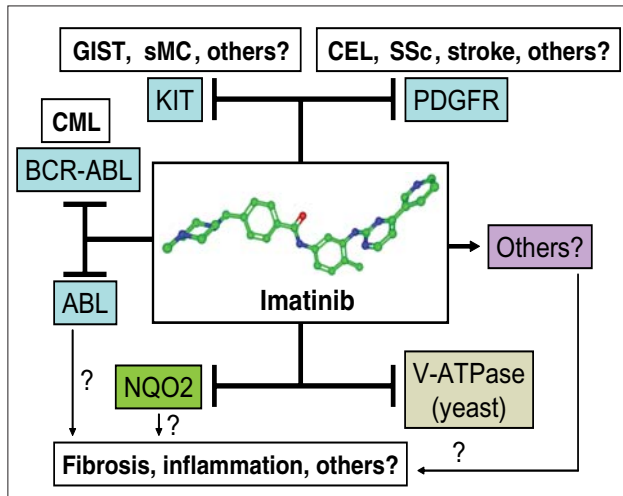 GIST, sMC, others?
CEL, SSc, stroke, others?
KIT
PDGFR
CML
BCR-ABL
Imatinib
Others?
ABL
?
NQO2
?
V-ATPase
(yeast)
?
Fibrosis, inflammation, others?